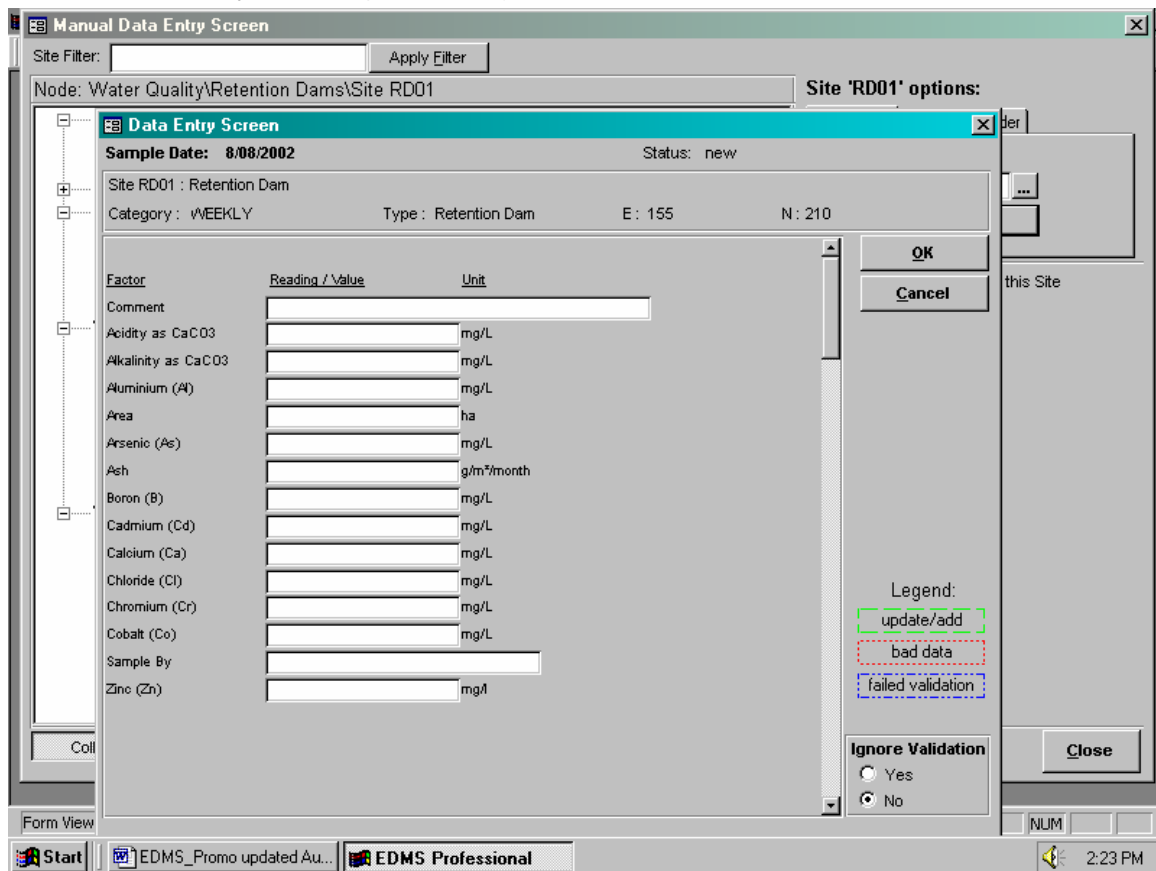 Manual Data Entry Screen
Site Filter: Apply Filter
Node: Water Quality\Retention Dams\Site RD01
Site 'RD01' options:
der
...
this Site
Data Entry Screen
Sample Date: 8/08/2002 Status: new
Site RD01 : Retention Dam
Category : WEEKLY Type : Retention Dam E : 155 N : 210
OK
Cancel
Factor Reading / Value Unit
Comment
Acidity as CaCO3 mg/L
Alkalinity as CaCO3 mg/L
Aluminium (Al) mg/L
Area ha
Arsenic (As) mg/L
Ash g/m²/month
Boron (B) mg/L
Cadmium (Cd) mg/L
Calcium (Ca) mg/L
Chloride (Cl) mg/L
Chromium (Cr) mg/L
Cobalt (Co) mg/L
Sample By
Zinc (Zn) mg/l
Legend:
update/add
bad data
failed validation
Ignore Validation
Yes
No
Coll
Close
Form View NUM
Start EDMS_Promo updated Au... EDMS Professional 2:23 PM